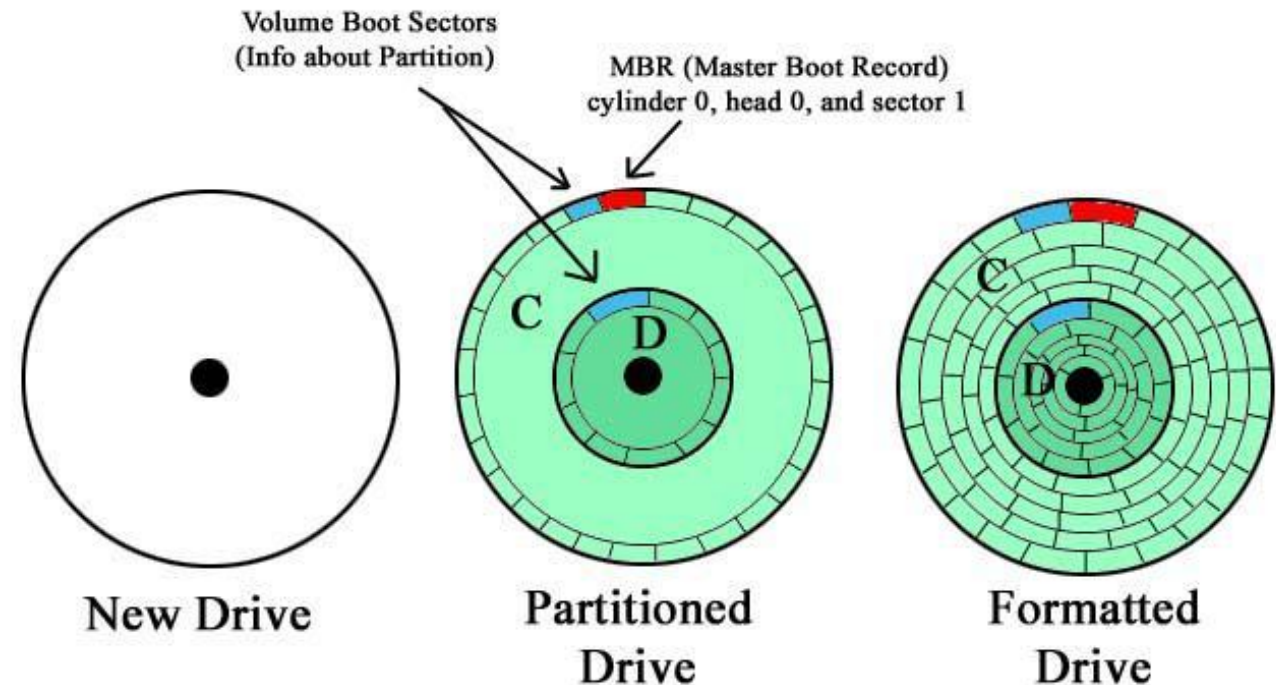 Volume Boot Sectors
(Info about Partition)
MBR (Master Boot Record)
cylinder 0, head 0, and sector 1
C
D
C
D
New Drive
Partitioned
Drive
Formatted
Drive